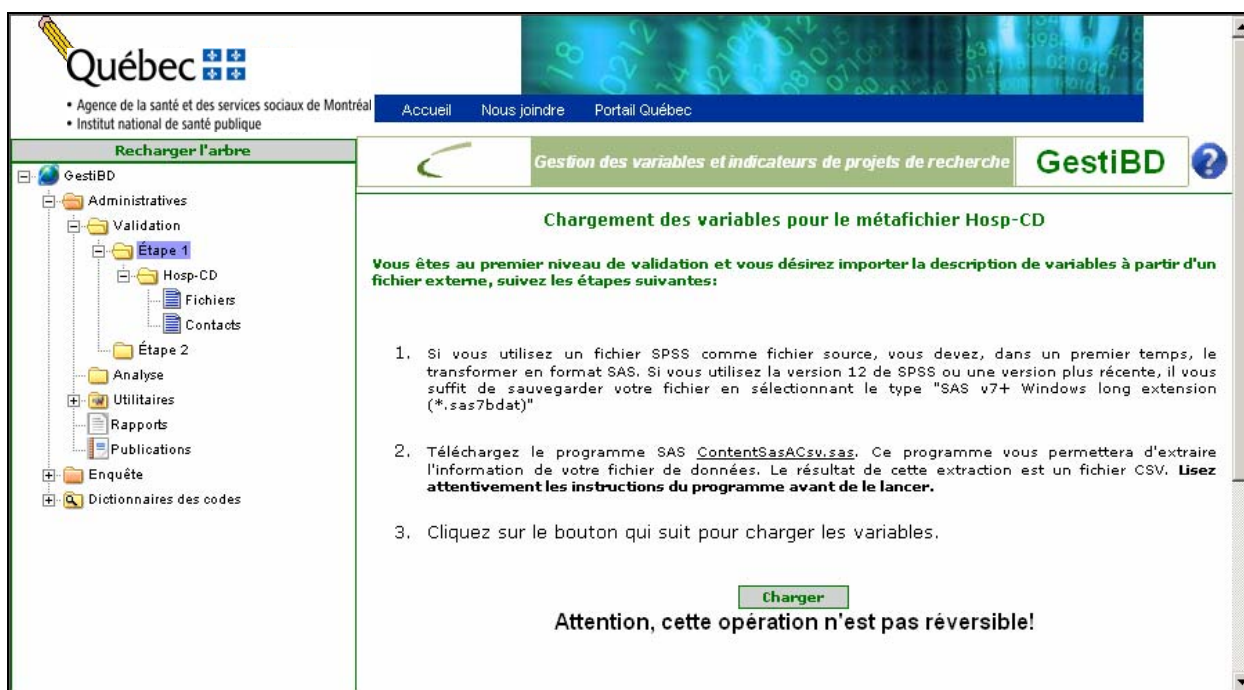 Québec
• Agence de la santé et des services sociaux de Montréal
• Institut national de santé publique
Accueil Nous joindre Portail Québec
Recharger l'arbre
GestiBD
Administratives
Validation
Étape 1
Hosp-CD
Fichiers
Contacts
Étape 2
Analyse
Utilitaires
Rapports
Publications
Enquête
Dictionnaires des codes
Gestion des variables et indicateurs de projets de recherche
GestiBD
?
Chargement des variables pour le métafichier Hosp-CD
Vous êtes au premier niveau de validation et vous désirez importer la description de variables à partir d'un
fichier externe, suivez les étapes suivantes:
1. Si vous utilisez un fichier SPSS comme fichier source, vous devez, dans un premier temps, le
transformer en format SAS. Si vous utilisez la version 12 de SPSS ou une version plus récente, il vous
suffit de sauvegarder votre fichier en sélectionnant le type "SAS v7+ Windows long extension
(*.sas7bdat)"
2. Téléchargez le programme SAS ContentSasACsv.sas. Ce programme vous permettera d'extraire
l'information de votre fichier de données. Le résultat de cette extraction est un fichier CSV. Lisez
attentivement les instructions du programme avant de le lancer.
3. Cliquez sur le bouton qui suit pour charger les variables.
Charger
Attention, cette opération n'est pas réversible!